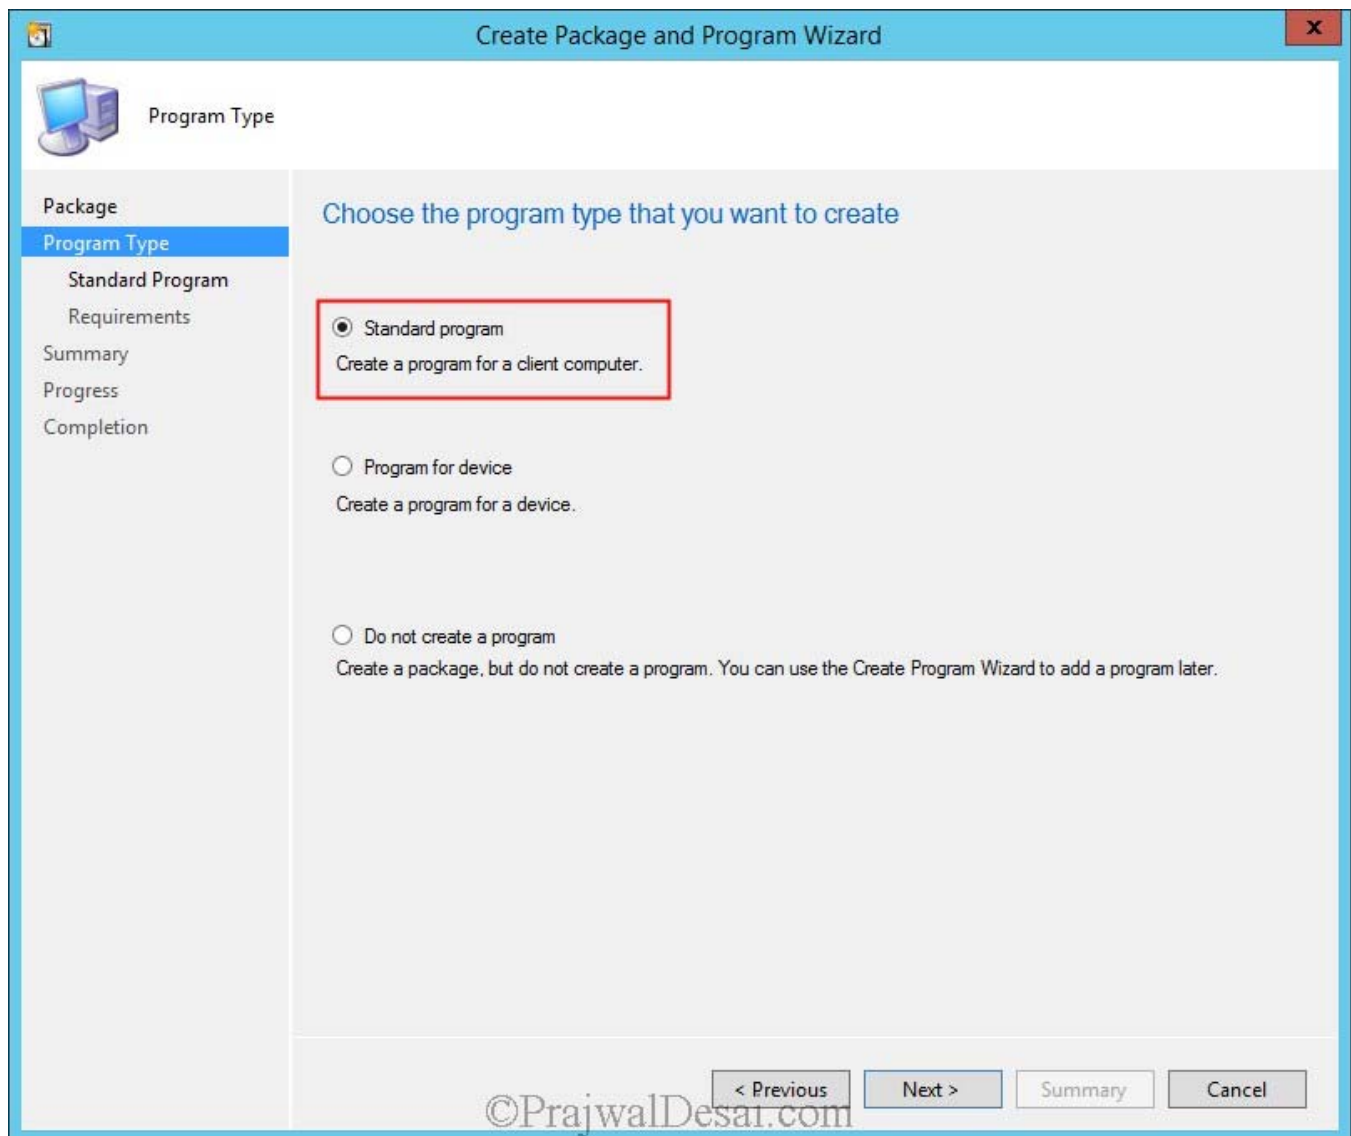 Create Package and Program Wizard
x
Program Type
Package
Program Type
Standard Program
Requirements
Summary
Progress
Completion
Choose the program type that you want to create
Standard program
Create a program for a client computer.
Program for device
Create a program for a device.
Do not create a program
Create a package, but do not create a program. You can use the Create Program Wizard to add a program later.
< Previous
Next >
Summary
Cancel
©PrajwalDesai.com